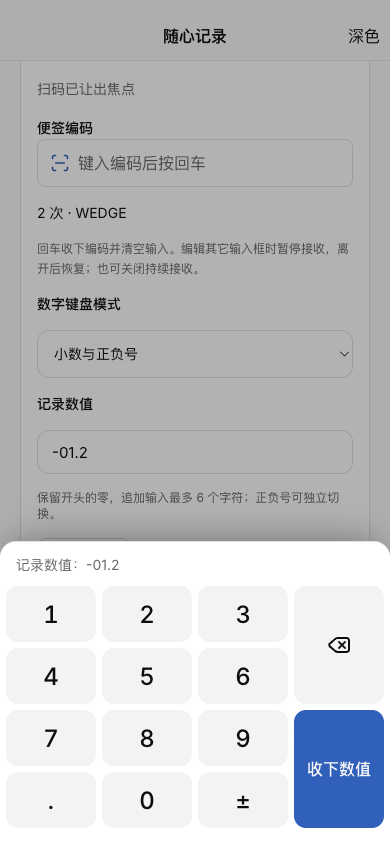 随心记录
深色
扫码已让出焦点
便签编码
键入编码后按回车
2 次 · WEDGE
回车收下编码并清空输入。编辑其它输入框时暂停接收，离
开后恢复；也可关闭持续接收。
数字键盘模式
小数与正负号
记录数值
-01.2
保留开头的零，追加输入最多 6 个字符；正负号可独立切
换。
记录数值：-01.2
1 2 3
4 5 6
7 8 9
收下数值
. 0 ±